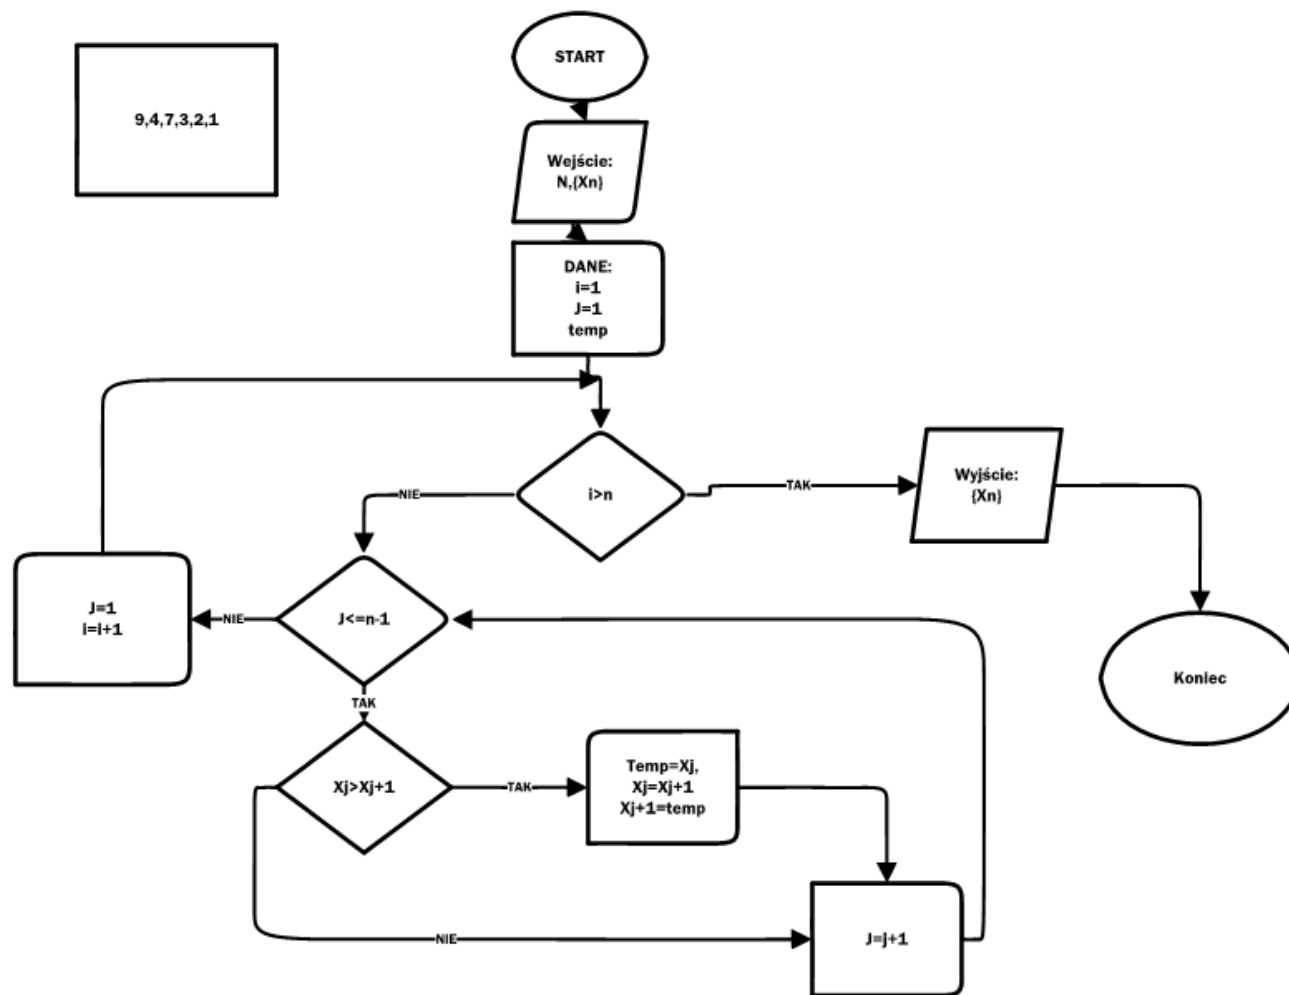 START
9,4,7,3,2,1
Wejście:
N,{Xn}
DANE:
i=1
J=1
temp
i>n
NIE
TAK
Wyjście:
{Xn}
J=1
i=i+1
NIE
J<=n-1
TAK
Koniec
Xj>Xj+1
TAK
Temp=Xj,
Xj=Xj+1
Xj+1=temp
NIE
J=j+1